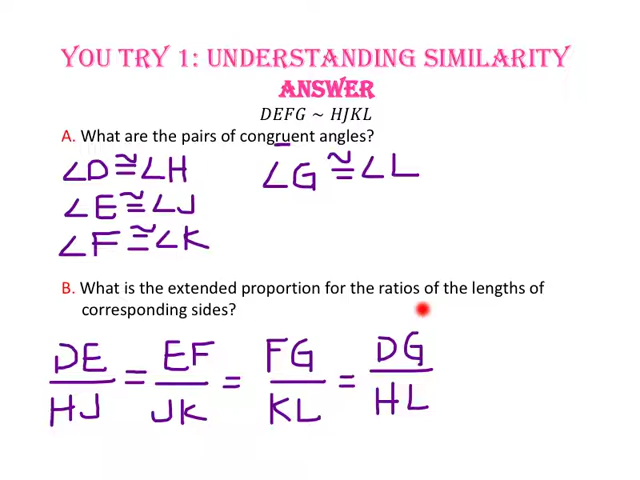 YOU TRY 1: UNDERSTANDING SIMILARITY
ANSWER
DEFG ~ HJKL
A. What are the pairs of congruent angles?
∠D ≅ ∠H ∠G ≅ ∠L
∠E ≅ ∠J
∠F ≅ ∠K
B. What is the extended proportion for the ratios of the lengths of
corresponding sides?
DE/HJ = EF/JK = FG/KL = DG/HL